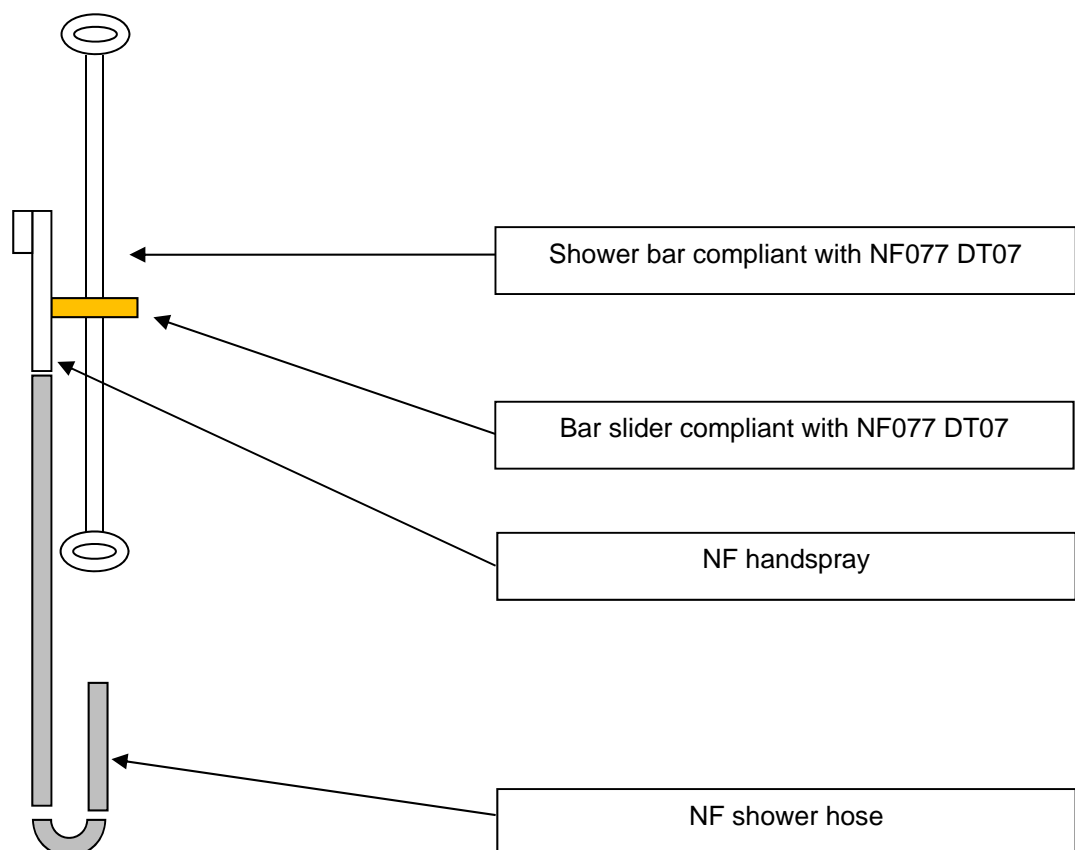 Shower bar compliant with NF077 DT07
Bar slider compliant with NF077 DT07
NF handspray
NF shower hose